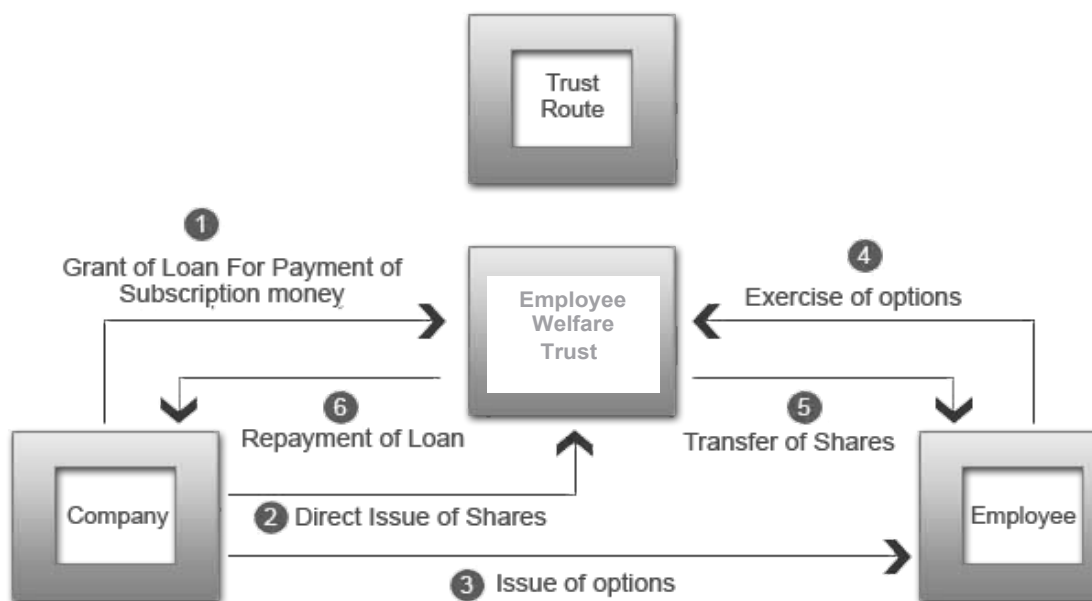 Trust
Route
1
Grant of Loan For Payment of
Subscription money
Employee
Welfare
Trust
4
Exercise of options
6
Repayment of Loan
5
Transfer of Shares
Company
2 Direct Issue of Shares
Employee
3 Issue of options